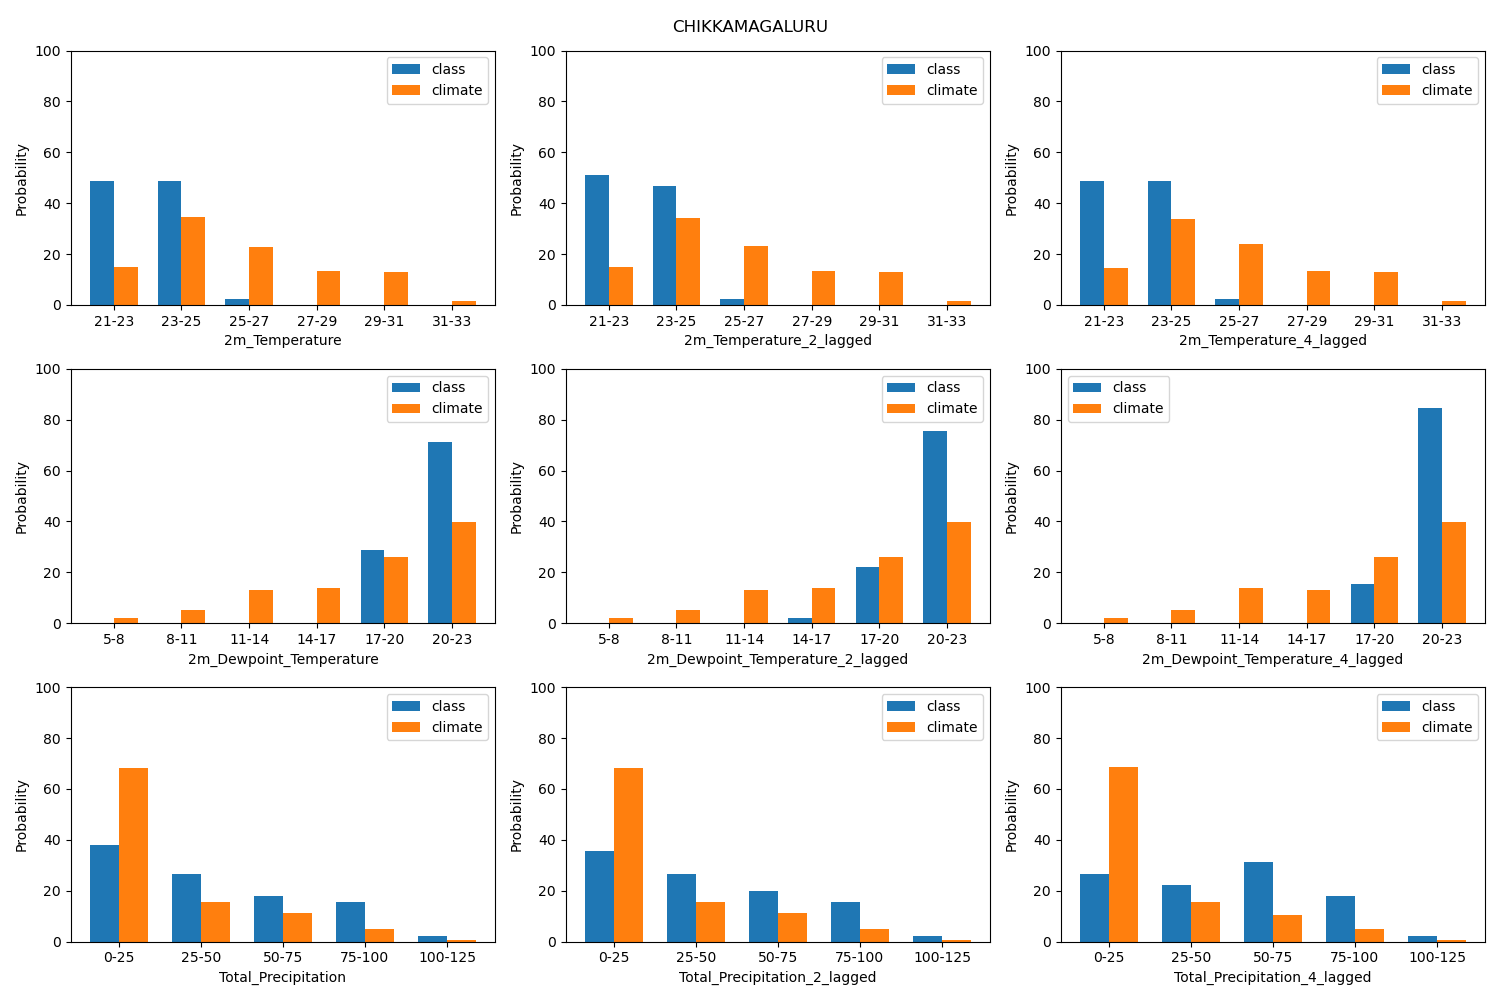 CHIKKAMAGALURU
100
80
60
40
20
0
Probability
class
climate
21-23 23-25 25-27 27-29 29-31 31-33
2m_Temperature
100
80
60
40
20
0
Probability
class
climate
21-23 23-25 25-27 27-29 29-31 31-33
2m_Temperature_2_lagged
100
80
60
40
20
0
Probability
class
climate
21-23 23-25 25-27 27-29 29-31 31-33
2m_Temperature_4_lagged
100
80
60
40
20
0
Probability
class
climate
5-8 8-11 11-14 14-17 17-20 20-23
2m_Dewpoint_Temperature
100
80
60
40
20
0
Probability
class
climate
5-8 8-11 11-14 14-17 17-20 20-23
2m_Dewpoint_Temperature_2_lagged
100
80
60
40
20
0
Probability
class
climate
5-8 8-11 11-14 14-17 17-20 20-23
2m_Dewpoint_Temperature_4_lagged
100
80
60
40
20
0
Probability
class
climate
0-25 25-50 50-75 75-100 100-125
Total_Precipitation
100
80
60
40
20
0
Probability
class
climate
0-25 25-50 50-75 75-100 100-125
Total_Precipitation_2_lagged
100
80
60
40
20
0
Probability
class
climate
0-25 25-50 50-75 75-100 100-125
Total_Precipitation_4_lagged